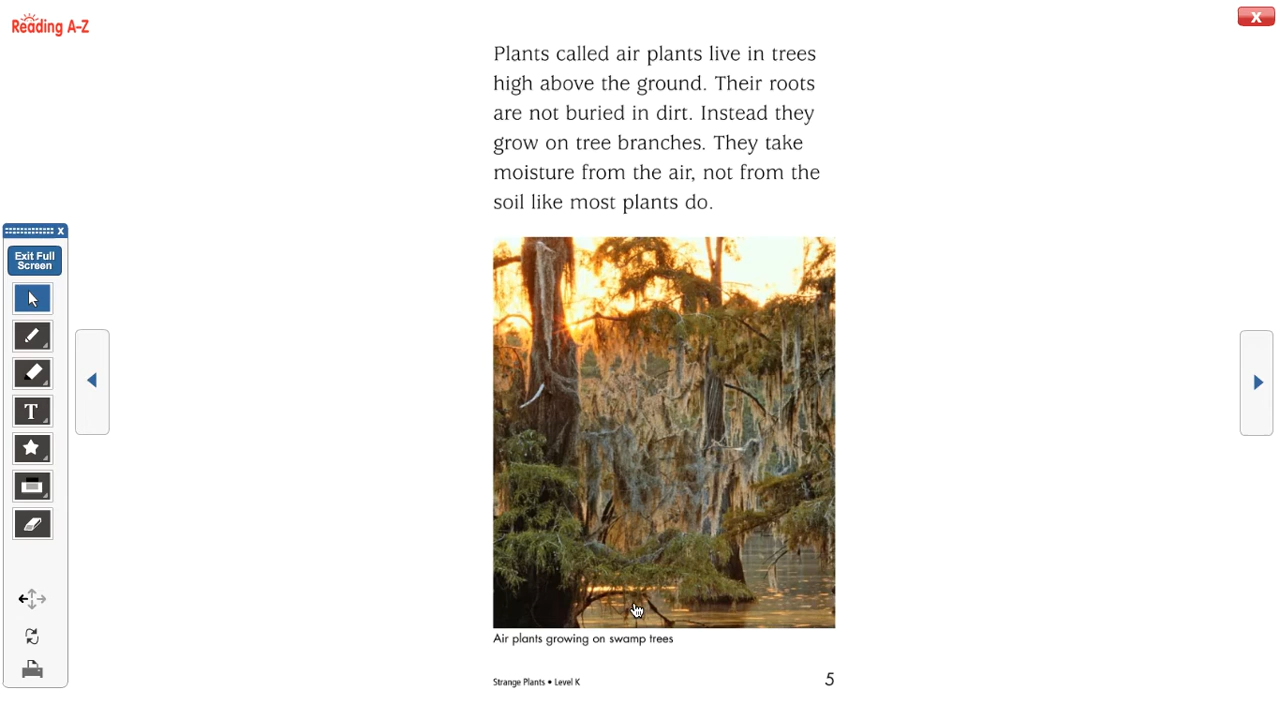 Reading A-Z
X
Plants called air plants live in trees
high above the ground. Their roots
are not buried in dirt. Instead they
grow on tree branches. They take
moisture from the air, not from the
soil like most plants do.
x
Exit Full
Screen
T
Air plants growing on swamp trees
Strange Plants • Level K
5